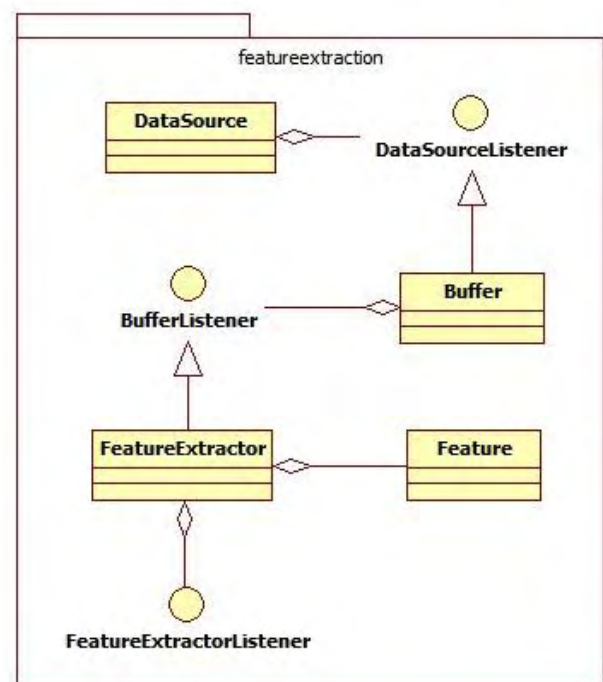 featureextraction
DataSource
DataSourceListener
BufferListener
Buffer
FeatureExtractor
Feature
FeatureExtractorListener